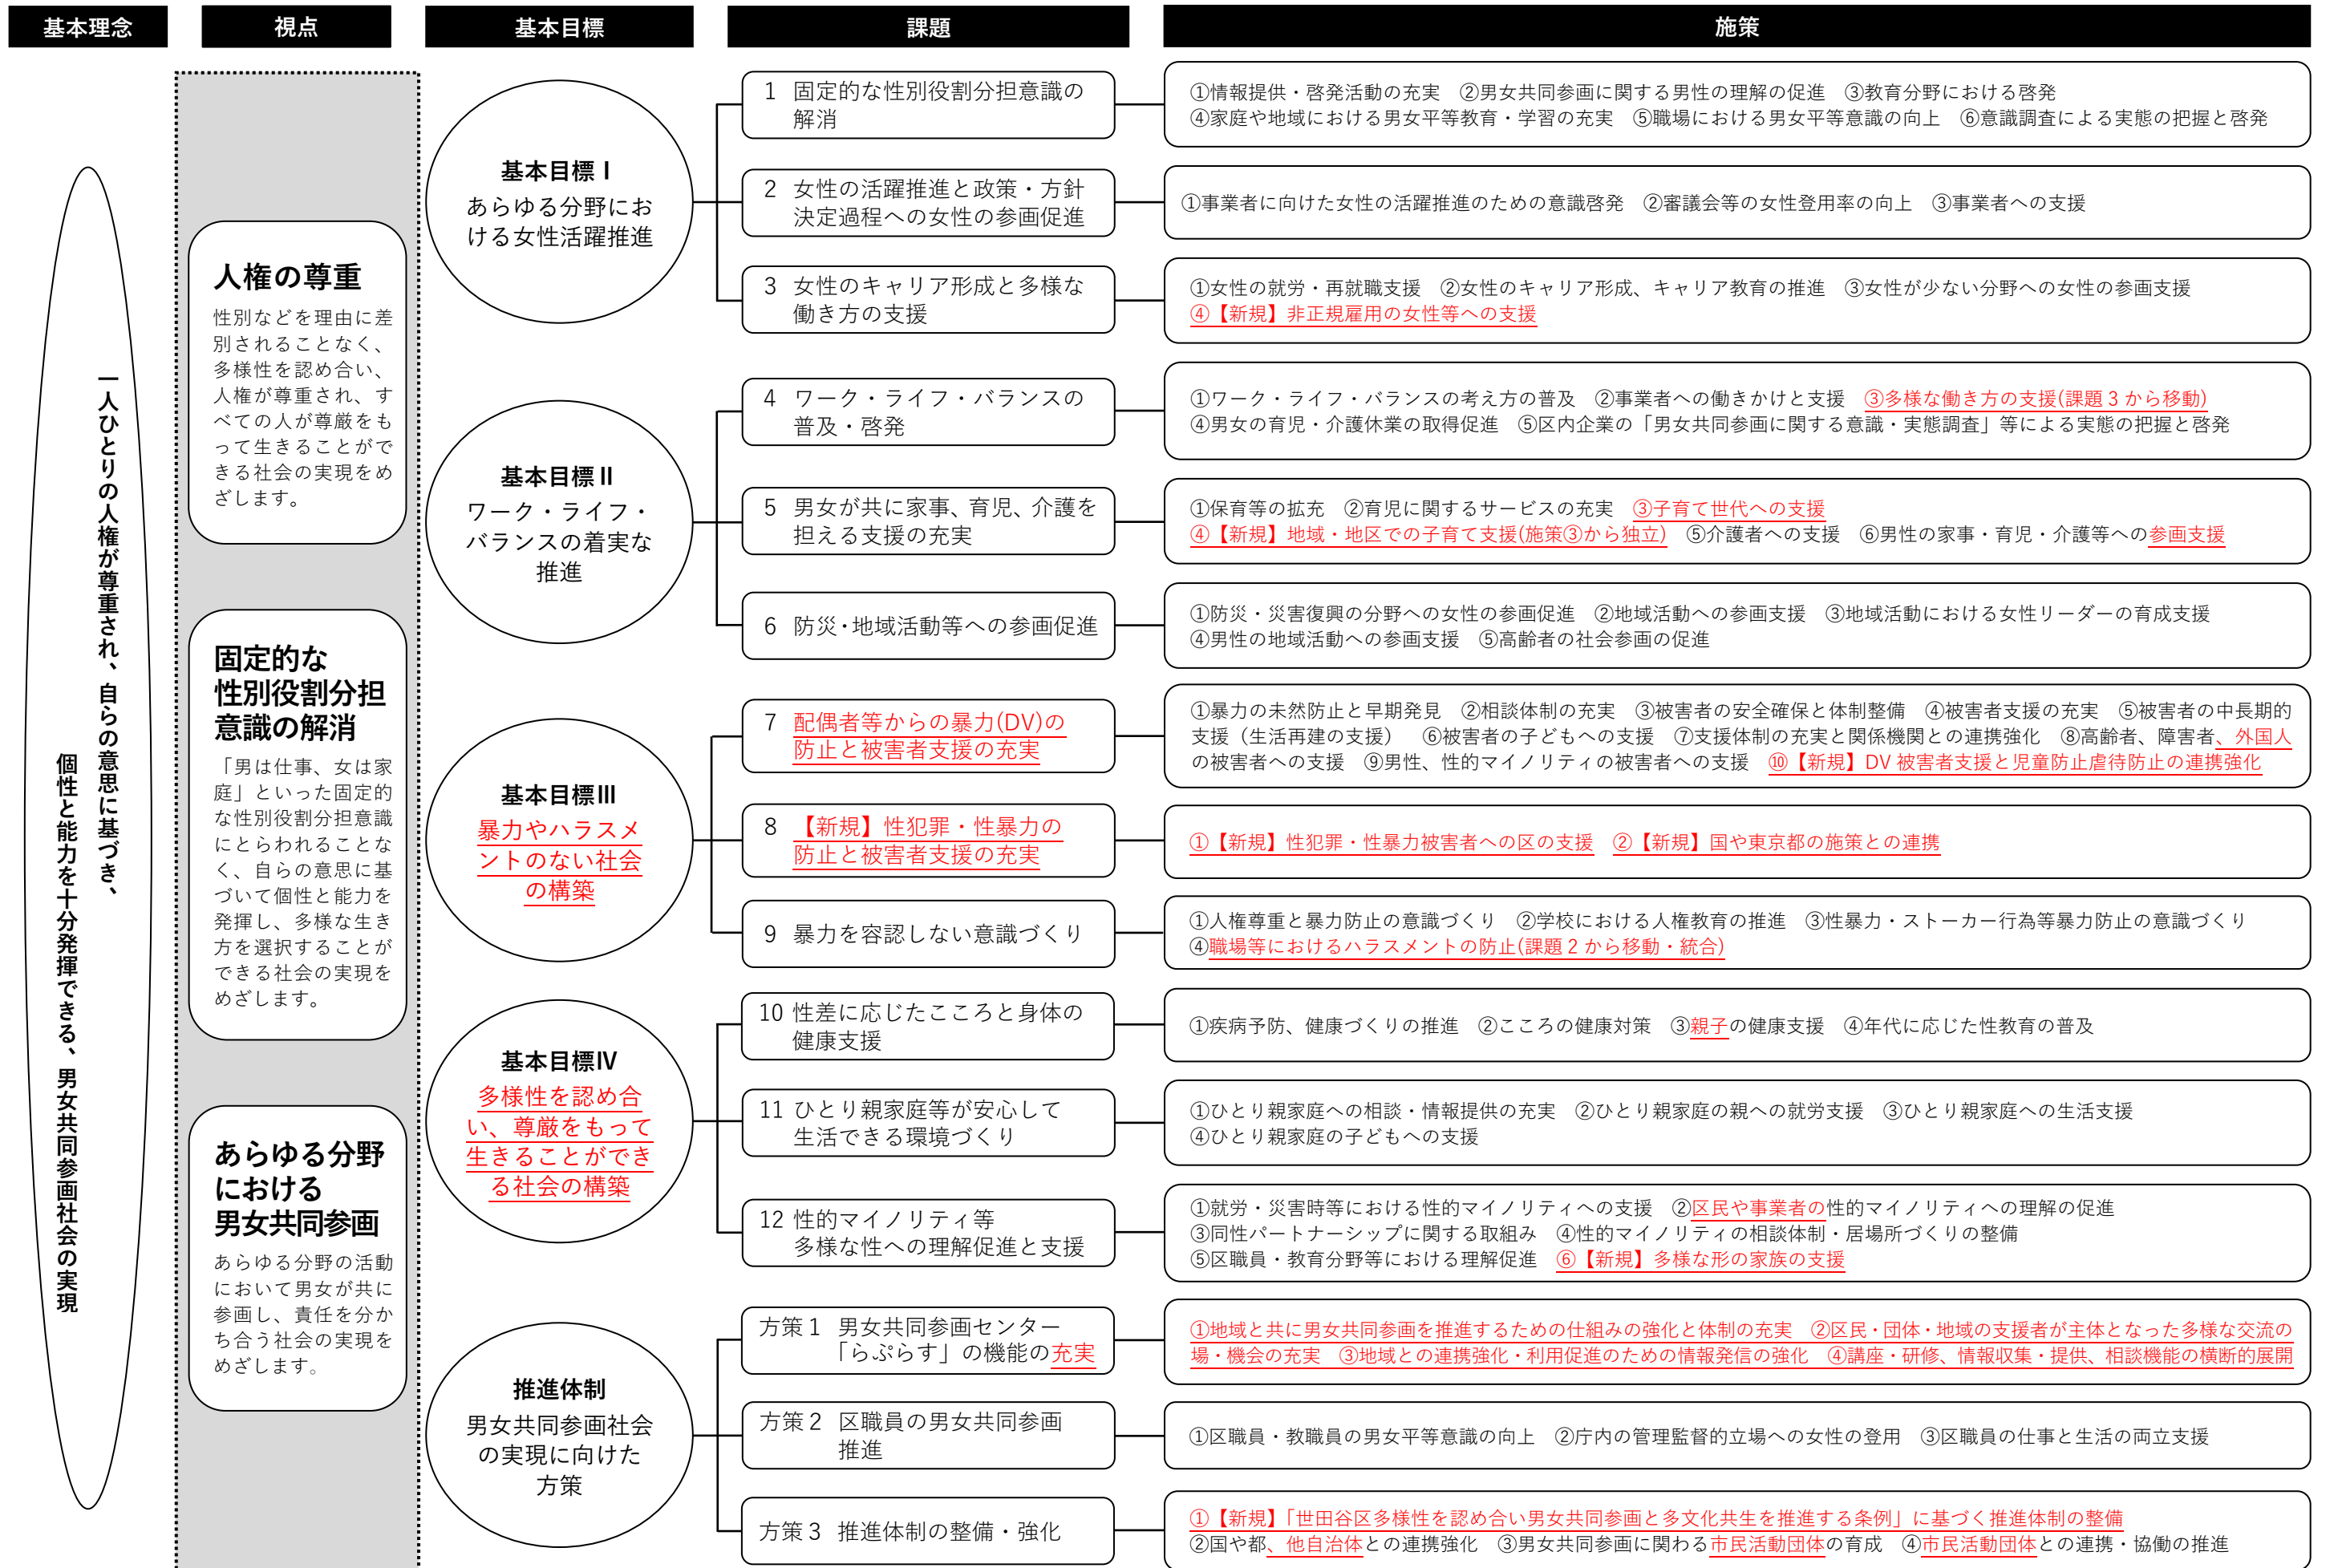 基本理念
視点
基本目標
課題
施策
一人ひとりの人権が尊重され、自らの意思に基づき、
個性と能力を十分発揮できる、男女共同参画社会の実現
人権の尊重
性別などを理由に差
別されることなく、
多様性を認め合い、
人権が尊重され、す
べての人が尊厳をも
って生きることがで
きる社会の実現をめ
ざします。
固定的な
性別役割分担
意識の解消
「男は仕事、女は家
庭」といった固定的
な性別役割分担意識
にとらわれることな
く、自らの意思に基
づいて個性と能力を
発揮し、多様な生き
方を選択することが
できる社会の実現を
めざします。
あらゆる分野
における
男女共同参画
あらゆる分野の活動
において男女が共に
参画し、責任を分か
ち合う社会の実現を
めざします。
基本目標Ⅰ
あらゆる分野にお
ける女性活躍推進
1 固定的な性別役割分担意識の
解消
①情報提供・啓発活動の充実　②男女共同参画に関する男性の理解の促進　③教育分野における啓発
④家庭や地域における男女平等教育・学習の充実　⑤職場における男女平等意識の向上　⑥意識調査による実態の把握と啓発
2 女性の活躍推進と政策・方針
決定過程への女性の参画促進
①事業者に向けた女性の活躍推進のための意識啓発　②審議会等の女性登用率の向上　③事業者への支援
3 女性のキャリア形成と多様な
働き方の支援
①女性の就労・再就職支援　②女性のキャリア形成、キャリア教育の推進　③女性が少ない分野への女性の参画支援
④【新規】非正規雇用の女性等への支援
基本目標Ⅱ
ワーク・ライフ・
バランスの着実な
推進
4 ワーク・ライフ・バランスの
普及・啓発
①ワーク・ライフ・バランスの考え方の普及　②事業者への働きかけと支援　③多様な働き方の支援(課題3から移動)
④男女の育児・介護休業の取得促進　⑤区内企業の「男女共同参画に関する意識・実態調査」等による実態の把握と啓発
5 男女が共に家事、育児、介護を
担える支援の充実
①保育等の拡充　②育児に関するサービスの充実　③子育て世代への支援
④【新規】地域・地区での子育て支援(施策③から独立)　⑤介護者への支援　⑥男性の家事・育児・介護等への参画支援
6 防災･地域活動等への参画促進
①防災・災害復興の分野への女性の参画促進　②地域活動への参画支援　③地域活動における女性リーダーの育成支援
④男性の地域活動への参画支援　⑤高齢者の社会参画の促進
基本目標Ⅲ
暴力やハラスメ
ントのない社会
の構築
7 配偶者等からの暴力(DV)の
防止と被害者支援の充実
①暴力の未然防止と早期発見　②相談体制の充実　③被害者の安全確保と体制整備　④被害者支援の充実　⑤被害者の中長期的
支援（生活再建の支援）　⑥被害者の子どもへの支援　⑦支援体制の充実と関係機関との連携強化　⑧高齢者、障害者、外国人
の被害者への支援　⑨男性、性的マイノリティの被害者への支援　⑩【新規】DV被害者支援と児童防止虐待防止の連携強化
8 【新規】性犯罪・性暴力の
防止と被害者支援の充実
①【新規】性犯罪・性暴力被害者への区の支援　②【新規】国や東京都の施策との連携
9 暴力を容認しない意識づくり
①人権尊重と暴力防止の意識づくり　②学校における人権教育の推進　③性暴力・ストーカー行為等暴力防止の意識づくり
④職場等におけるハラスメントの防止(課題2から移動・統合)
基本目標Ⅳ
多様性を認め合
い、尊厳をもって
生きることができ
る社会の構築
10 性差に応じたこころと身体の
健康支援
①疾病予防、健康づくりの推進　②こころの健康対策　③親子の健康支援　④年代に応じた性教育の普及
11 ひとり親家庭等が安心して
生活できる環境づくり
①ひとり親家庭への相談・情報提供の充実　②ひとり親家庭の親への就労支援　③ひとり親家庭への生活支援
④ひとり親家庭の子どもへの支援
12 性的マイノリティ等
多様な性への理解促進と支援
①就労・災害時等における性的マイノリティへの支援　②区民や事業者の性的マイノリティへの理解の促進
③同性パートナーシップに関する取組み　④性的マイノリティの相談体制・居場所づくりの整備
⑤区職員・教育分野等における理解促進　⑥【新規】多様な形の家族の支援
推進体制
男女共同参画社会
の実現に向けた
方策
方策1 男女共同参画センター
「らぷらす」の機能の充実
①地域と共に男女共同参画を推進するための仕組みの強化と体制の充実　②区民・団体・地域の支援者が主体となった多様な交流の
場・機会の充実　③地域との連携強化・利用促進のための情報発信の強化　④講座・研修、情報収集・提供、相談機能の横断的展開
方策2 区職員の男女共同参画
推進
①区職員・教職員の男女平等意識の向上　②庁内の管理監督的立場への女性の登用　③区職員の仕事と生活の両立支援
方策3 推進体制の整備・強化
①【新規】「世田谷区多様性を認め合い男女共同参画と多文化共生を推進する条例」に基づく推進体制の整備
②国や都、他自治体との連携強化　③男女共同参画に関わる市民活動団体の育成　④市民活動団体との連携・協働の推進